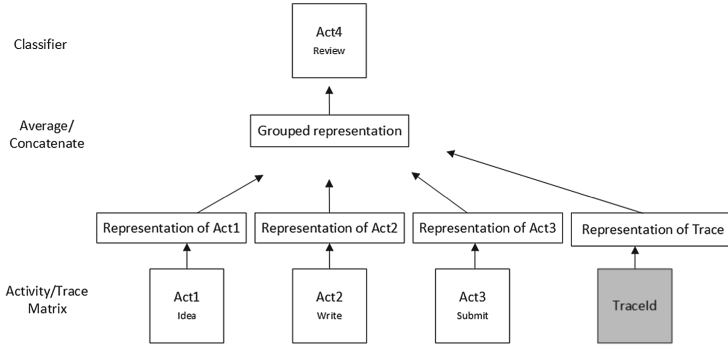 Classifier
Act4
Review
Average/
Concatenate
Grouped representation
Representation of Act1
Representation of Act2
Representation of Act3
Representation of Trace
Activity/Trace
Matrix
Act1
Idea
Act2
Write
Act3
Submit
TraceId